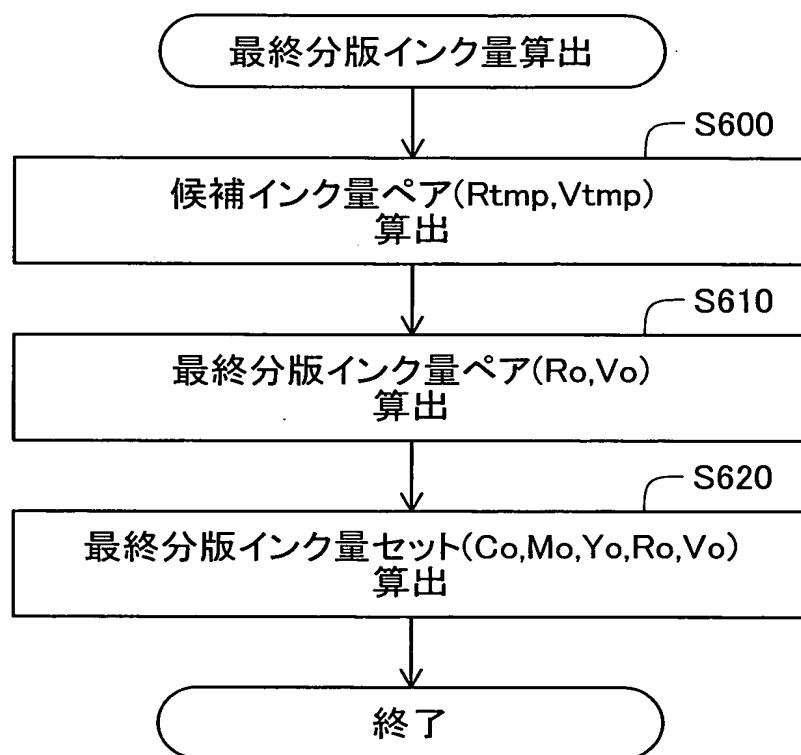 最終分版インク量算出
S600
候補インク量ペア(Rtmp,Vtmp)
算出
S610
最終分版インク量ペア(Ro,Vo)
算出
S620
最終分版インク量セット(Co,Mo,Yo,Ro,Vo)
算出
終了